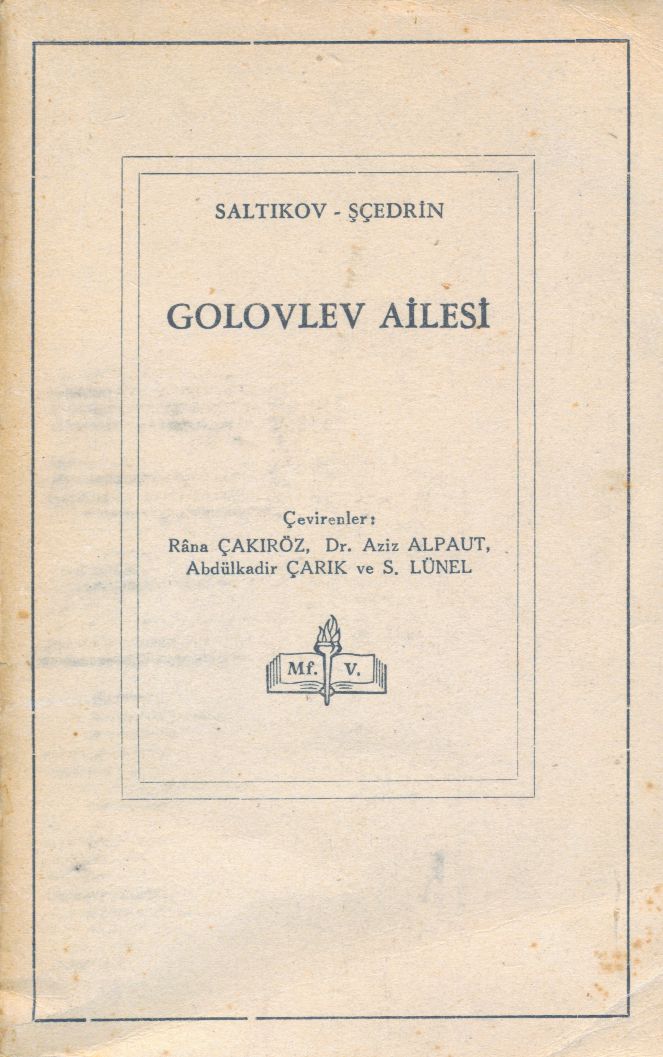 SALTIKOV - ŞÇEDRİN
GOLOVLEV AİLESİ
Çevirenler:
Râna ÇAKIRÖZ, Dr. Aziz ALPAUT,
Abdülkadir ÇARIK ve S. LÜNEL
Mf. V.